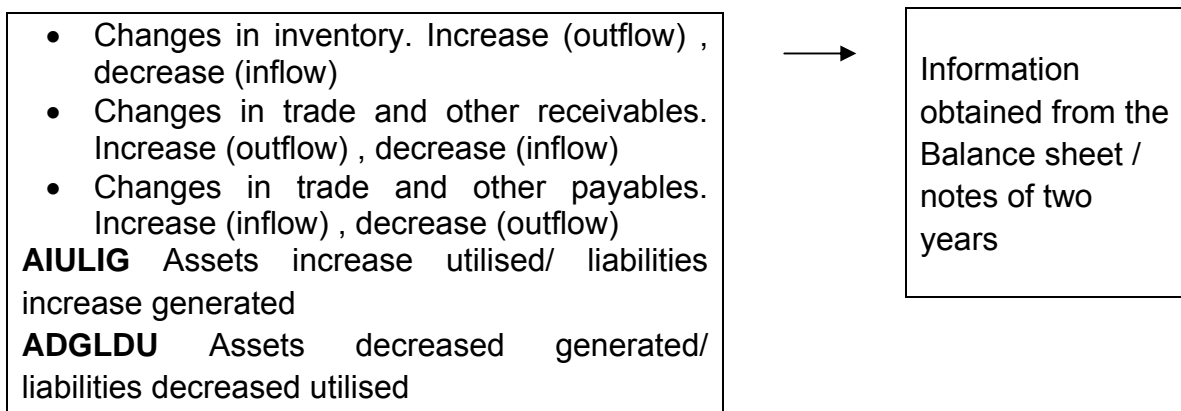 • Changes in inventory. Increase (outflow) ,
decrease (inflow)
• Changes in trade and other receivables.
Increase (outflow) , decrease (inflow)
• Changes in trade and other payables.
Increase (inflow) , decrease (outflow)
AIULIG Assets increase utilised/ liabilities
increase generated
ADGLDU Assets decreased generated/
liabilities decreased utilised
Information
obtained from the
Balance sheet /
notes of two
years